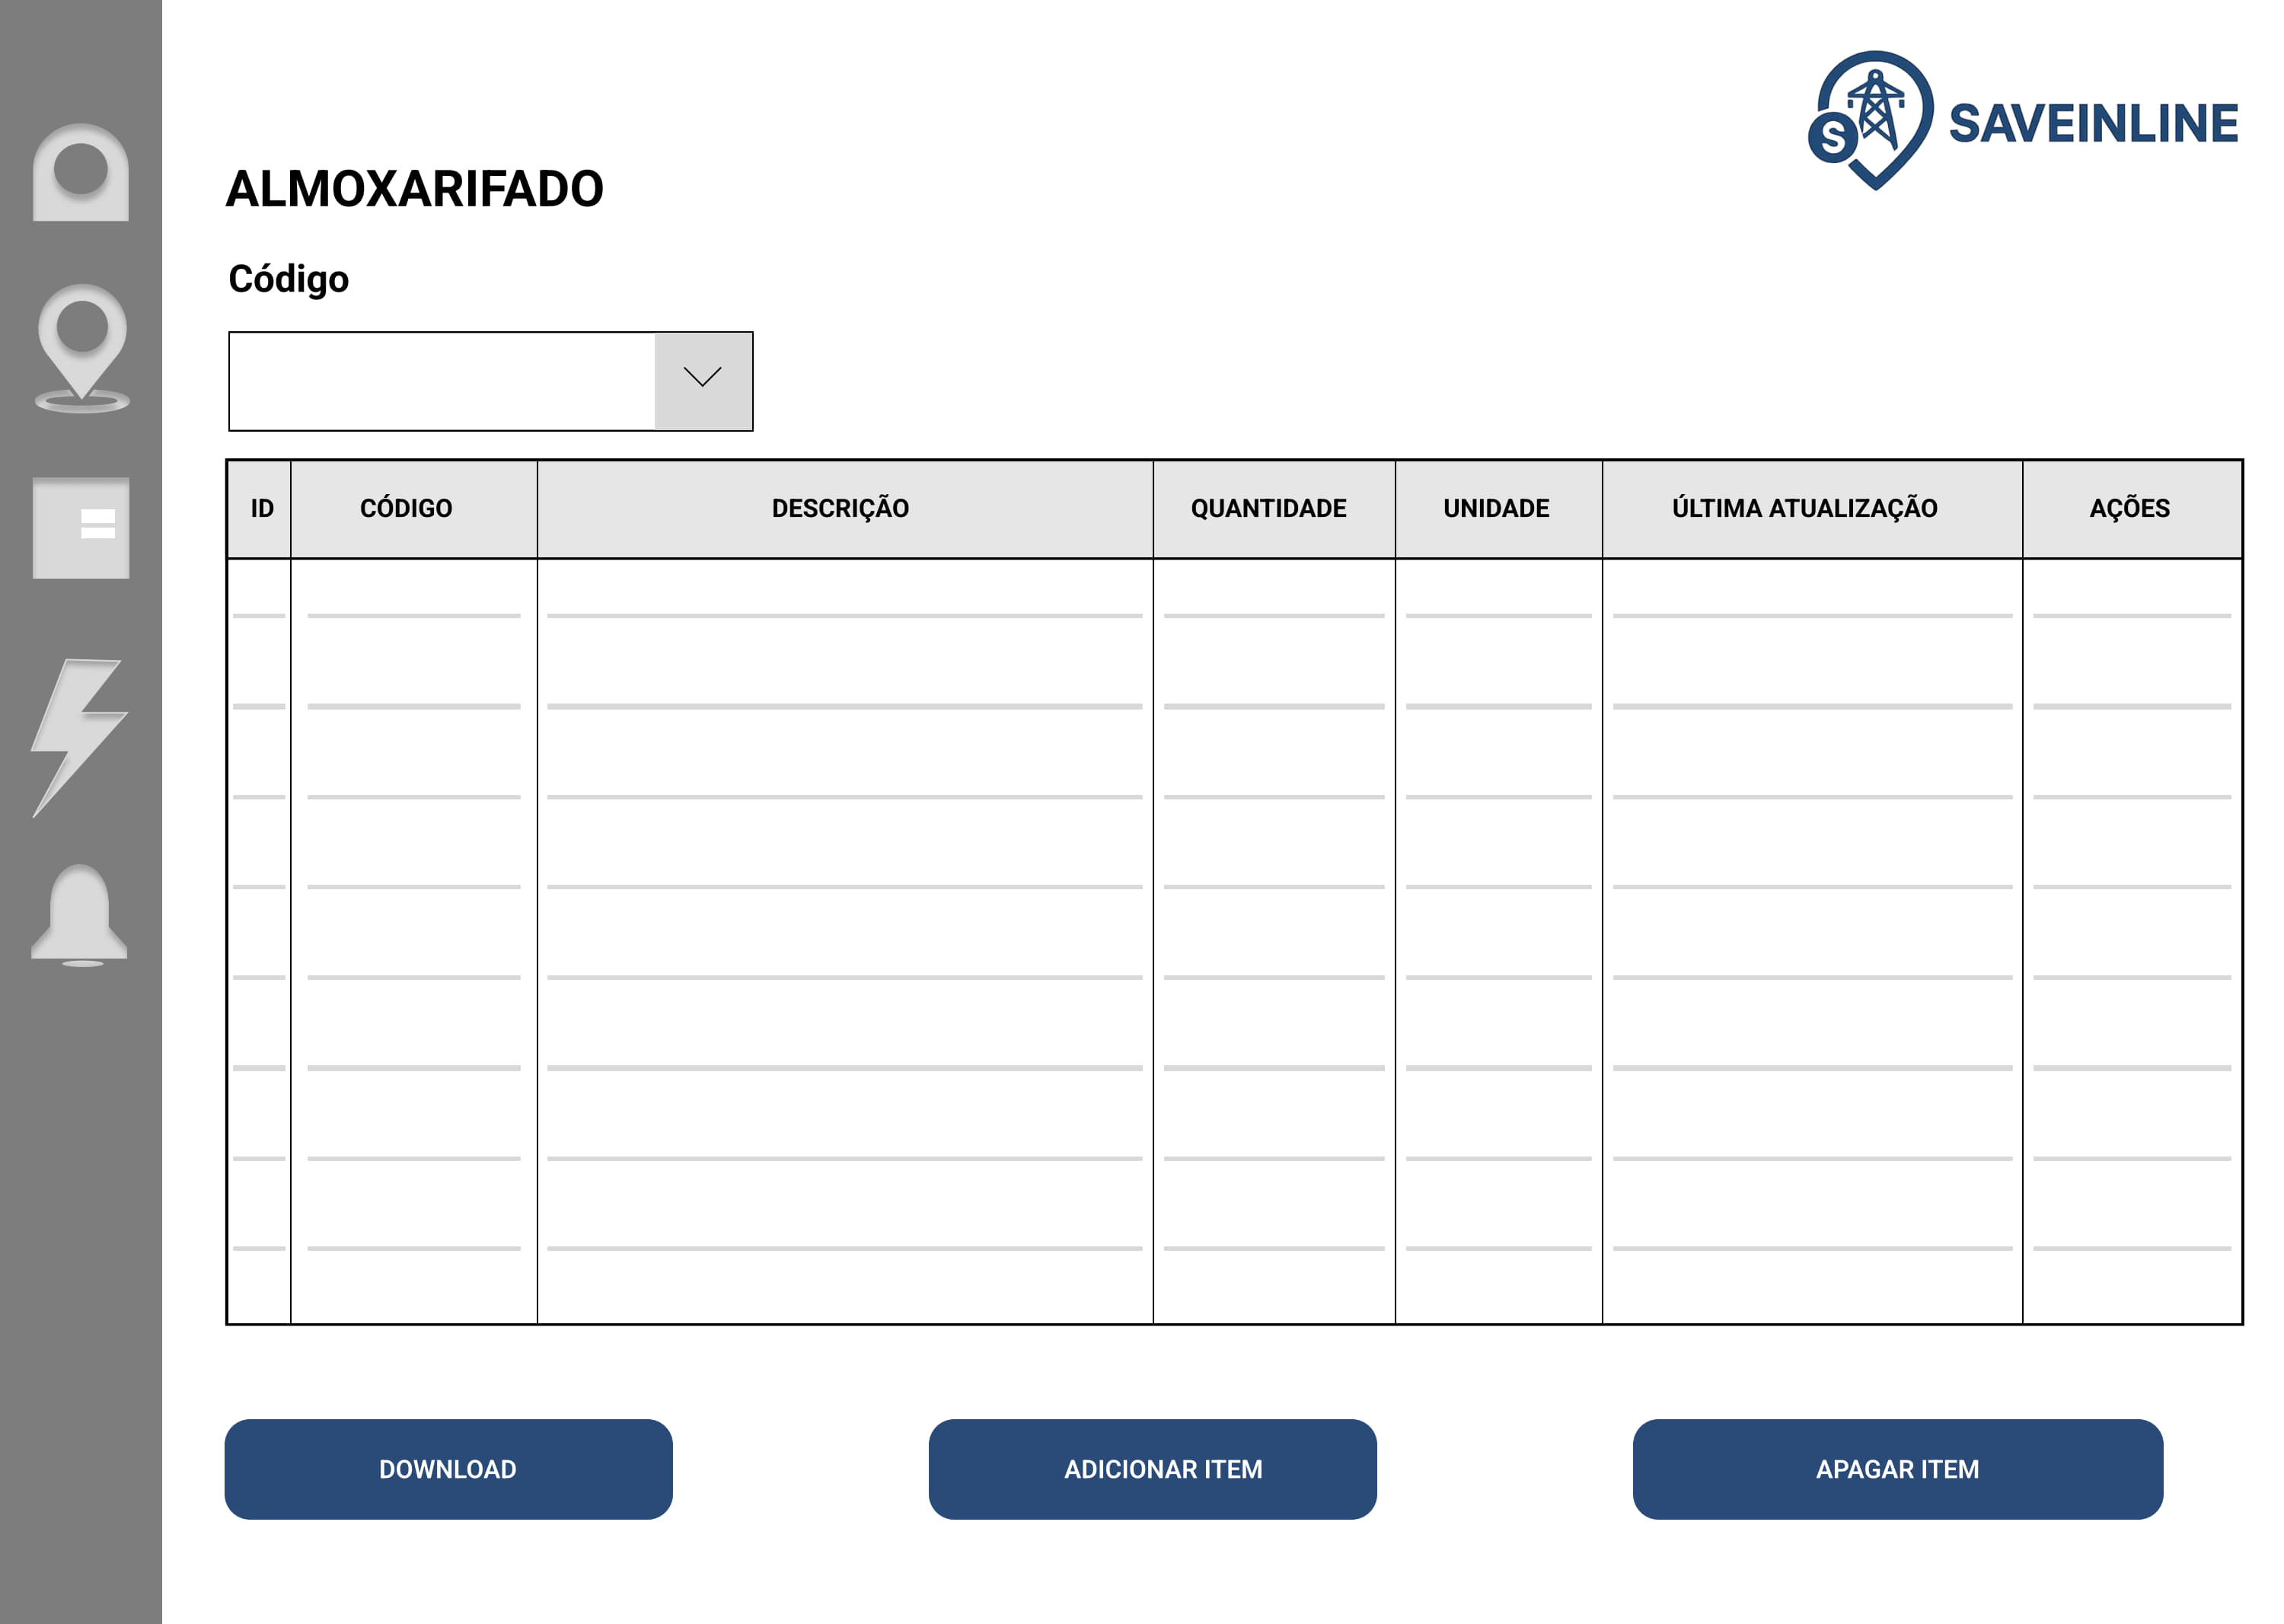 S SAVEINLINE
ALMOXARIFADO
Código
ID CÓDIGO DESCRIÇÃO QUANTIDADE UNIDADE ÚLTIMA ATUALIZAÇÃO AÇÕES
DOWNLOAD ADICIONAR ITEM APAGAR ITEM